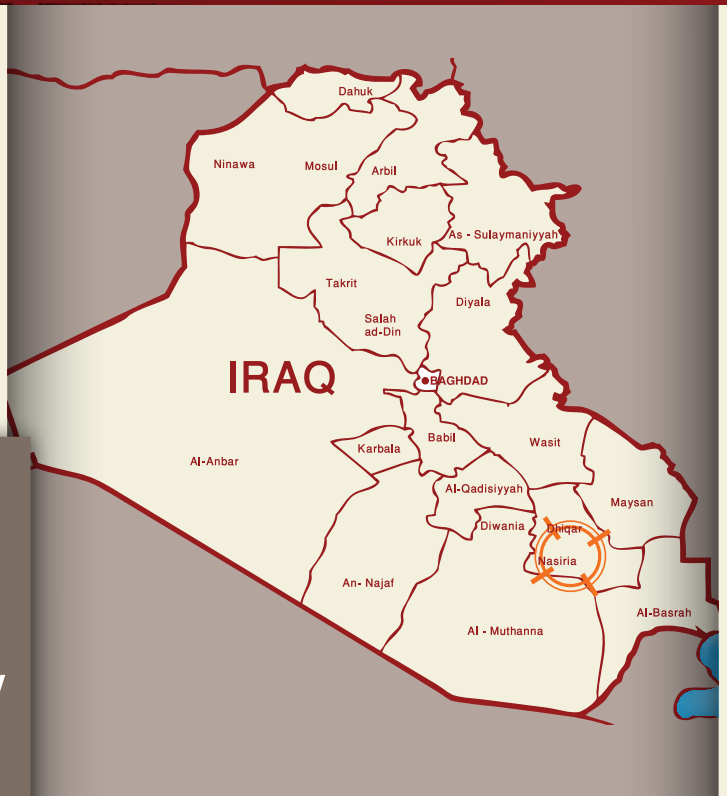 Dahuk
Ninawa
Mosul
Arbil
Kirkuk
As - Sulaymaniyyah
Takrit
Diyala
Salah
ad-Din
IRAQ
BAGHDAD
Al-Anbar
Karbala
Babil
Wasit
Al-Qadisiyyah
Maysan
Diwania
Dhiqar
Nasiria
An- Najaf
Al - Muthanna
Al-Basrah